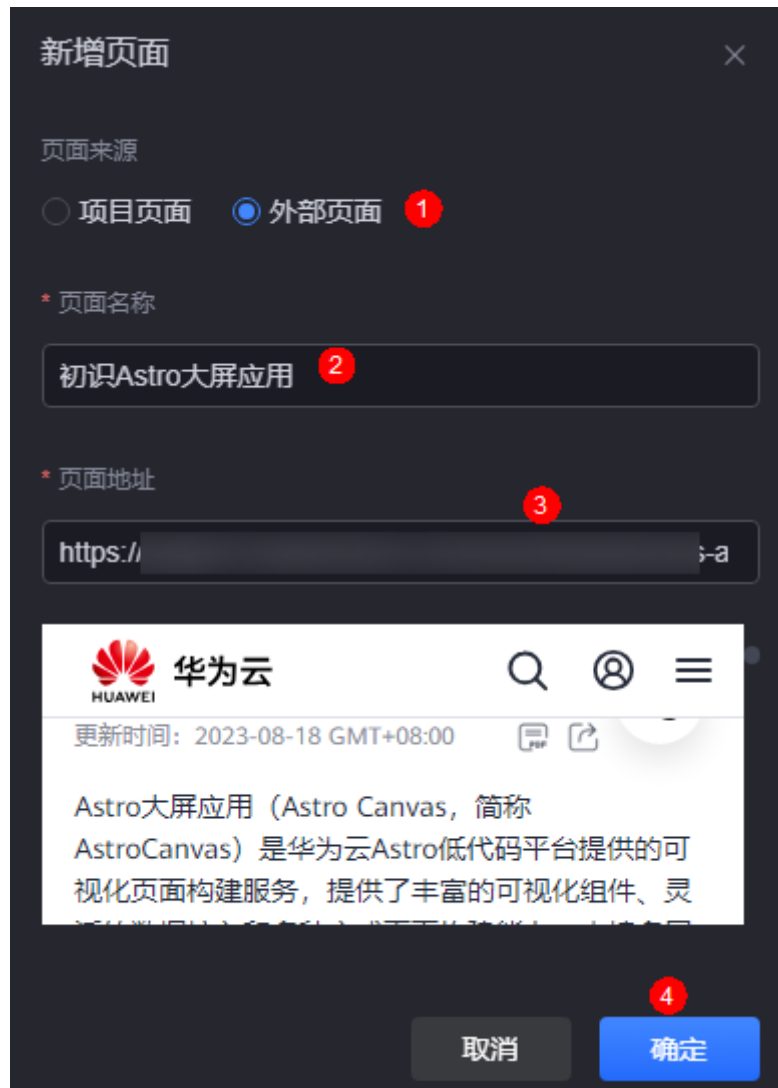 新增页面
页面来源
项目页面 外部页面 1
* 页面名称
初识Astro大屏应用 2
* 页面地址
3
https:// s-a
HUAWEI 华为云
更新时间：2023-08-18 GMT+08:00 PDF
Astro大屏应用（Astro Canvas，简称
AstroCanvas）是华为云Astro低代码平台提供的可
视化页面构建服务，提供了丰富的可视化组件、灵
4
取消 确定